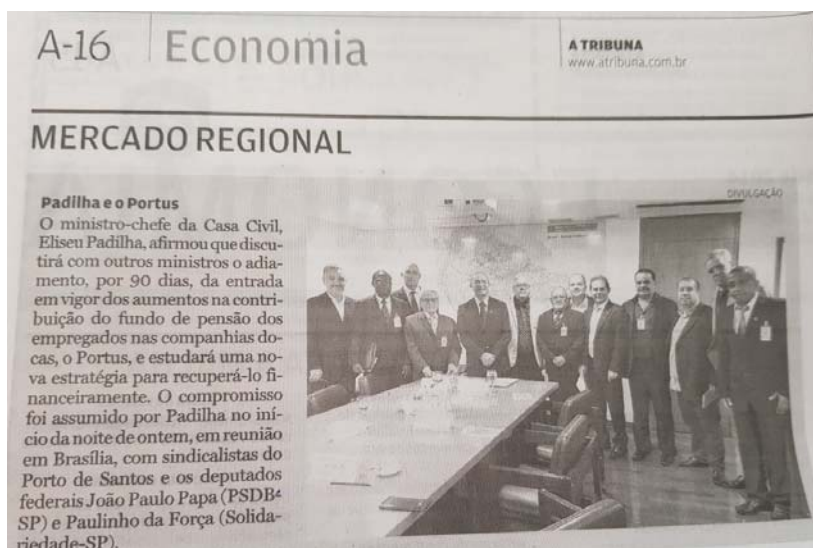 A-16
Economia
A TRIBUNA
www.atribuna.com.br
MERCADO REGIONAL
DIVULGAÇÃO
Padilha e o Portus
O ministro-chefe da Casa Civil,
Eliseu Padilha, afirmou que discu-
tirá com outros ministros o adia-
mento, por 90 dias, da entrada
em vigor dos aumentos na contri-
buição do fundo de pensão dos
empregados nas companhias do-
cas, o Portus, e estudará uma no-
va estratégia para recuperá-lo fi-
nanceiramente. O compromisso
foi assumido por Padilha no iní-
cio da noite de ontem, em reunião
em Brasília, com sindicalistas do
Porto de Santos e os deputados
federais João Paulo Papa (PSDB-
SP) e Paulinho da Força (Solida-
riedade-SP).